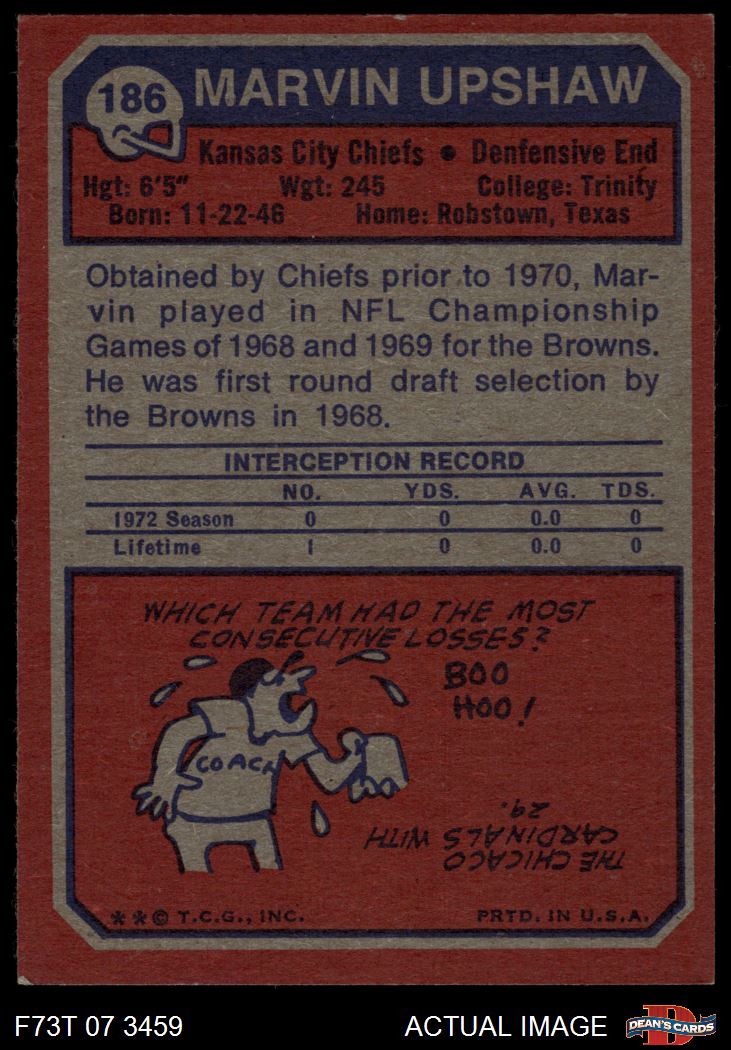 186 MARVIN UPSHAW
Kansas City Chiefs • Denfensive End
Hgt: 6'5" Wgt: 245 College: Trinity
Born: 11-22-46 Home: Robstown, Texas
Obtained by Chiefs prior to 1970, Mar-
vin played in NFL Championship
Games of 1968 and 1969 for the Browns.
He was first round draft selection by
the Browns in 1968.
INTERCEPTION RECORD
NO. YDS. AVG. TDS.
1972 Season 0 0 0.0 0
Lifetime 1 0 0.0 0
WHICH TEAM HAD THE MOST
CONSECUTIVE LOSSES?
BOO
HOO!
COACH
THE CHICAGO
CARDINALS WITH
29.
**© T.C.G., INC. PRTD. IN U.S.A.
F73T 07 3459 ACTUAL IMAGE D DEAN'S CARDS